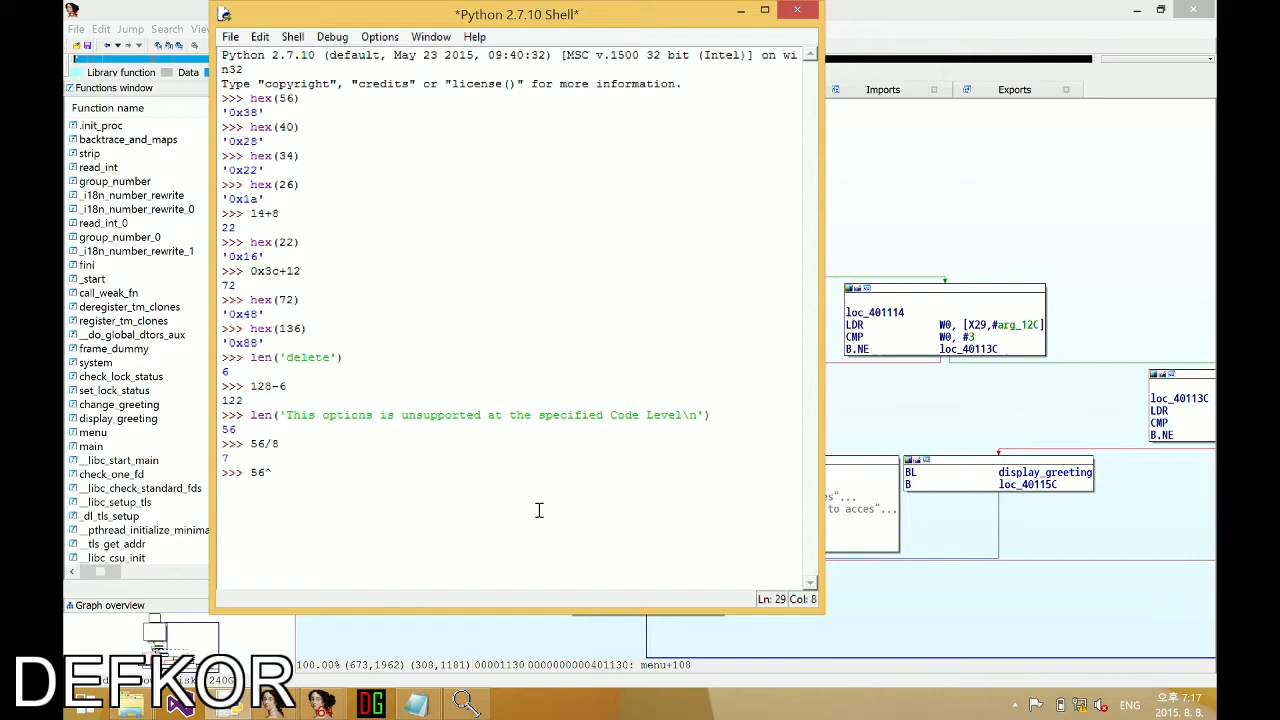 *Python 2.7.10 Shell*
File Edit Jump Search View
File Edit Shell Debug Options Window Help
Library function Data
Functions window
Function name
.init_proc
backtrace_and_maps
strip
read_int
group_number
_i18n_number_rewrite
_i18n_number_rewrite_0
read_int_0
group_number_0
_i18n_number_rewrite_1
fini
_start
call_weak_fn
deregister_tm_clones
register_tm_clones
__do_global_dtors_aux
frame_dummy
system
check_lock_status
set_lock_status
change_greeting
display_greeting
menu
main
__libc_start_main
check_one_fd
__libc_check_standard_fds
__libc_setup_tls
_dl_tls_setup
__pthread_initialize_minima
__tls_get_addr
__libc_csu_init
Graph overview
Python 2.7.10 (default, May 23 2015, 09:40:32) [MSC v.1500 32 bit (Intel)] on wi
n32
Type "copyright", "credits" or "license()" for more information.
>>> hex(56)
'0x38'
>>> hex(40)
'0x28'
>>> hex(34)
'0x22'
>>> hex(26)
'0x1a'
>>> 14+8
22
>>> hex(22)
'0x16'
>>> 0x3c+12
72
>>> hex(72)
'0x48'
>>> hex(136)
'0x88'
>>> len('delete')
6
>>> 128-6
122
>>> len('This options is unsupported at the specified Code Level\n')
56
>>> 56/8
7
>>> 56^
Ln: 29 Col: 8
Imports Exports
loc_401114
LDR W0, [X29,#arg_12C]
CMP W0, #3
B.NE loc_40113C
loc_40113C
LDR
CMP
B.NE
es"...
to acces"...
BL display_greeting
B loc_40115C
100.00% (673,1962) (308,1181) 00001130 0000000000401130: menu+108
DEFKOR
DG
ENG
오후 7:17
2015. 8. 8.